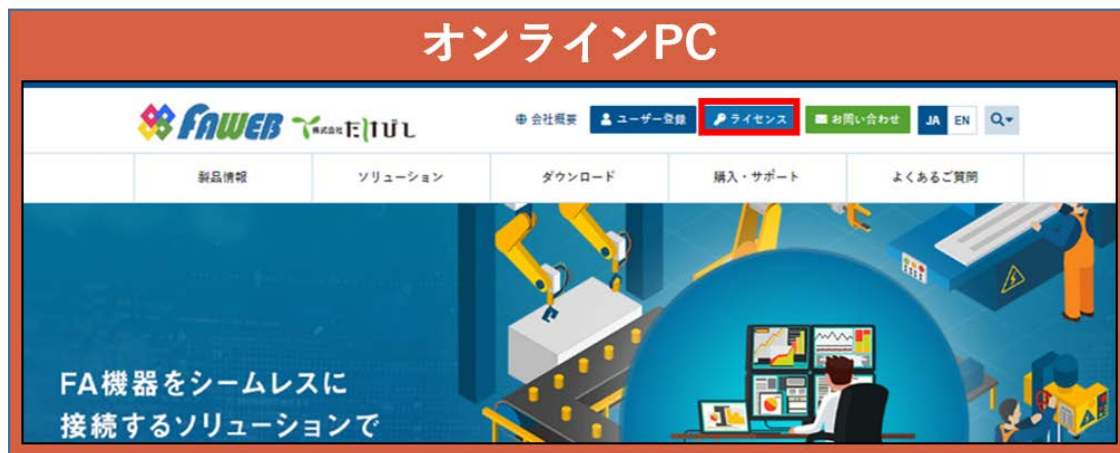 オンラインPC
FAWEB 株式会社たけびし
会社概要 ユーザー登録 ライセンス お問い合わせ JA EN
製品情報 ソリューション ダウンロード 購入・サポート よくあるご質問
FA機器をシームレスに
接続するソリューションで